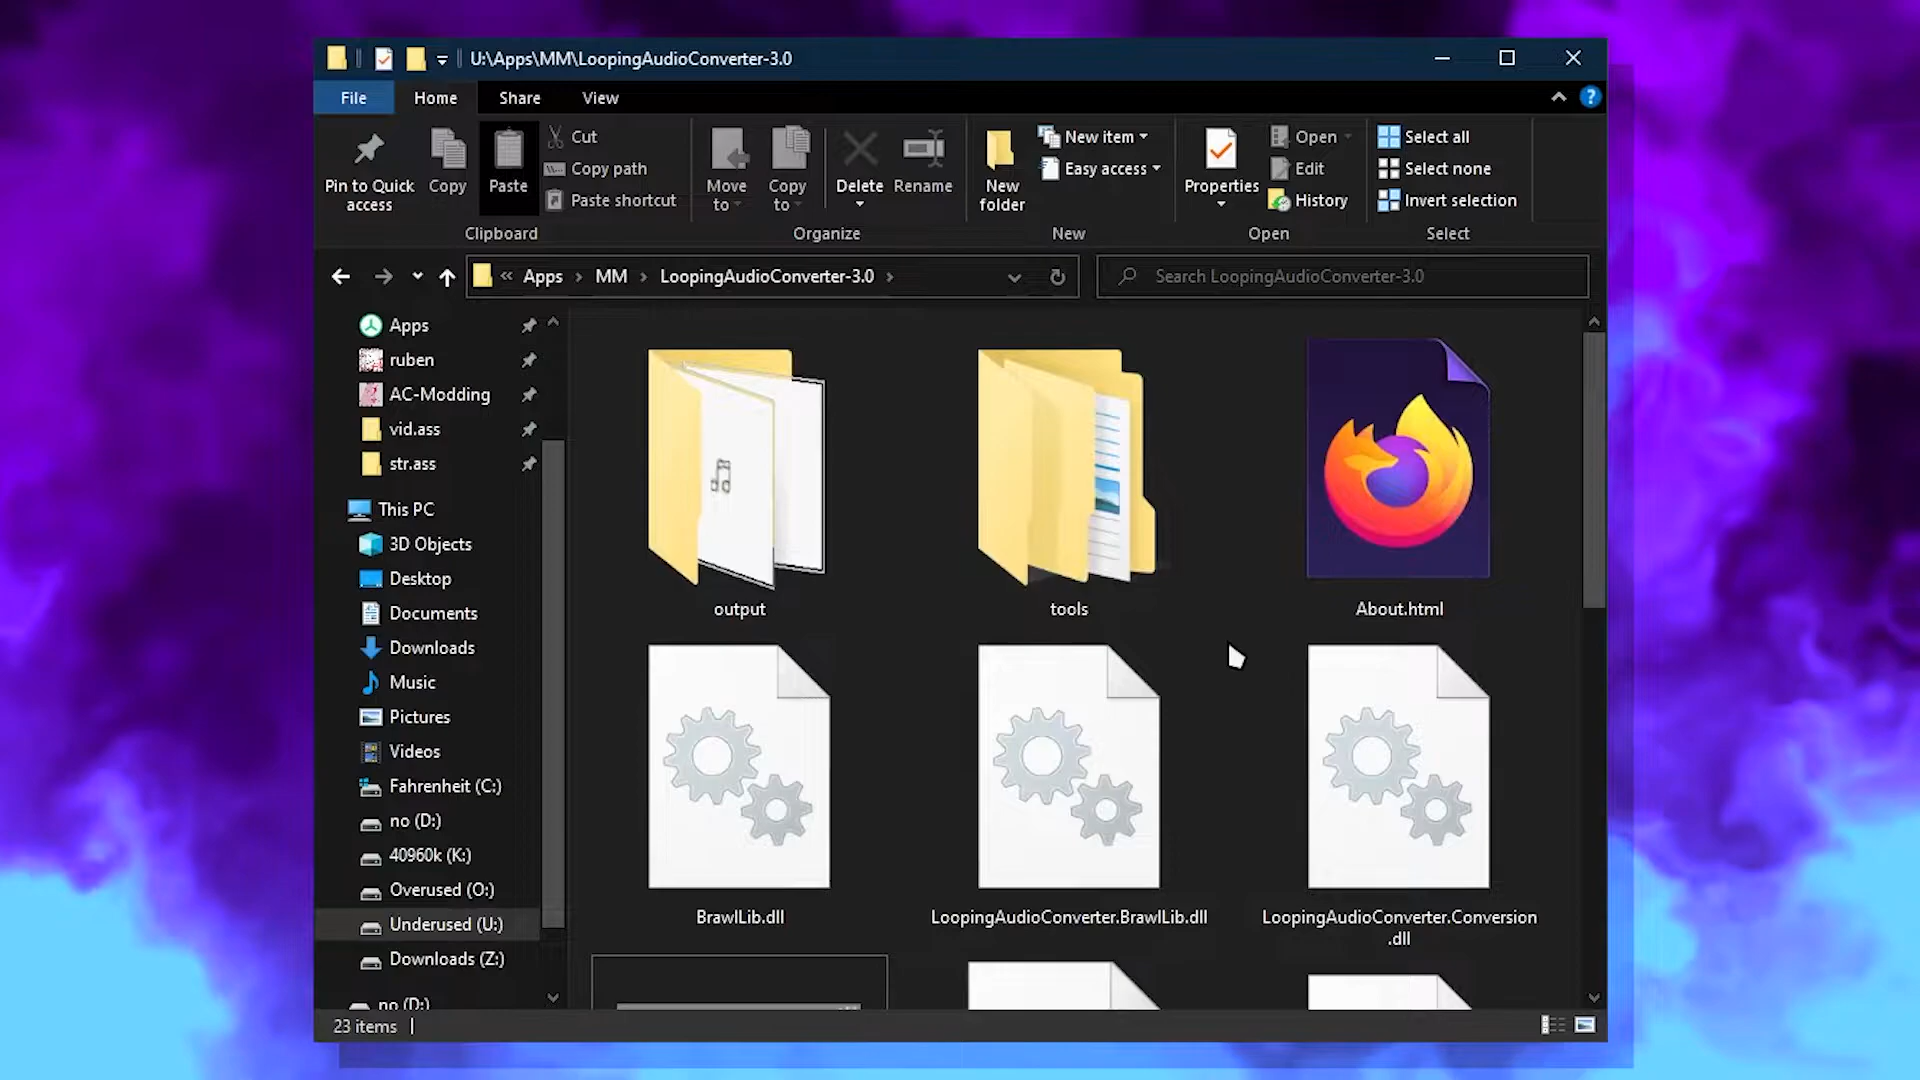 U:\Apps\MM\LoopingAudioConverter-3.0
File
Home
Share
View
Pin to Quick
access
Copy
Paste
Cut
Copy path
Paste shortcut
Clipboard
Move
to
Copy
to
Delete
Rename
Organize
New
folder
New item
Easy access
New
Properties
Open
Edit
History
Open
Select all
Select none
Invert selection
Select
« Apps › MM › LoopingAudioConverter-3.0 ›
Search LoopingAudioConverter-3.0
Apps
ruben
AC-Modding
vid.ass
str.ass
This PC
3D Objects
Desktop
Documents
Downloads
Music
Pictures
Videos
Fahrenheit (C:)
no (D:)
40960k (K:)
Overused (O:)
Underused (U:)
Downloads (Z:)
no (D:)
output
tools
About.html
BrawlLib.dll
LoopingAudioConverter.BrawlLib.dll
LoopingAudioConverter.Conversion
.dll
23 items